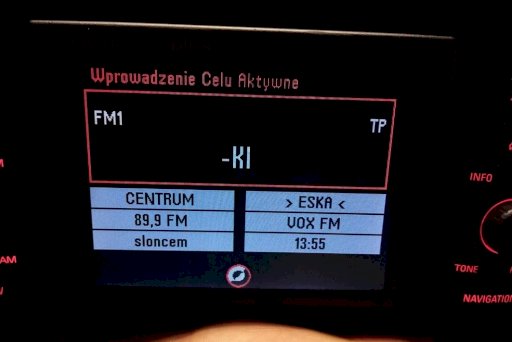 Wprowadzenie Celu Aktywne
FM1
TP
-KI
CENTRUM
> ESKA <
89,9 FM
VOX FM
sloncem
13:55
INFO
TONE
NAVIGATION
AM